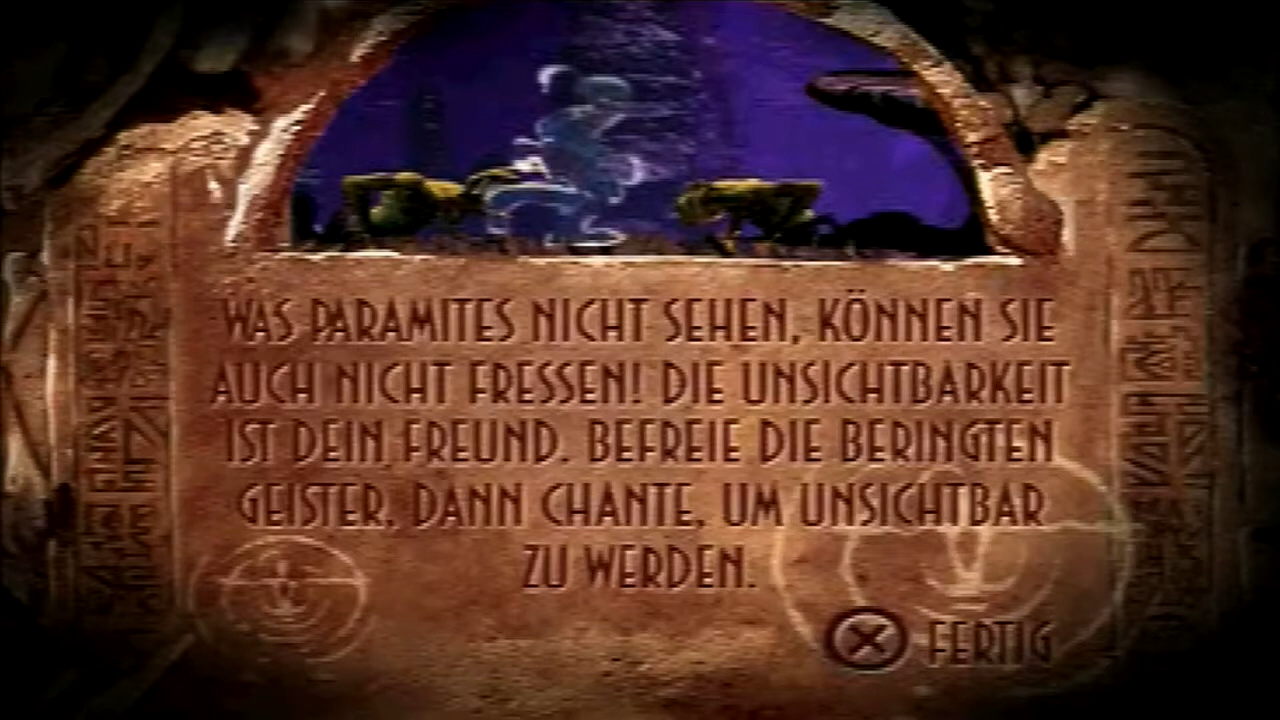 WAS PARAMITES NICHT SEHEN, KÖNNEN SIE
AUCH NICHT FRESSEN! DIE UNSICHTBARKEIT
IST DEIN FREUND. BEFREIE DIE BERINGTEN
GEISTER, DANN CHANTE, UM UNSICHTBAR
ZU WERDEN.
FERTIG